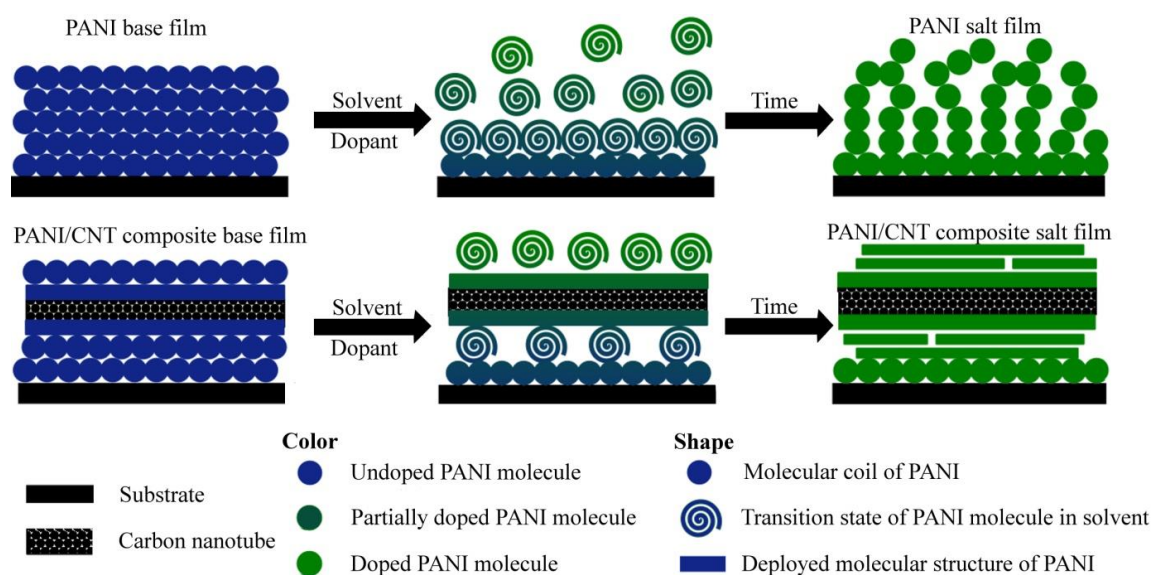 PANI base film
PANI salt film
Solvent
Dopant
Time
PANI/CNT composite base film
PANI/CNT composite salt film
Solvent
Dopant
Time
Color
Shape
Undoped PANI molecule
Molecular coil of PANI
Substrate
Partially doped PANI molecule
Transition state of PANI molecule in solvent
Carbon nanotube
Doped PANI molecule
Deployed molecular structure of PANI